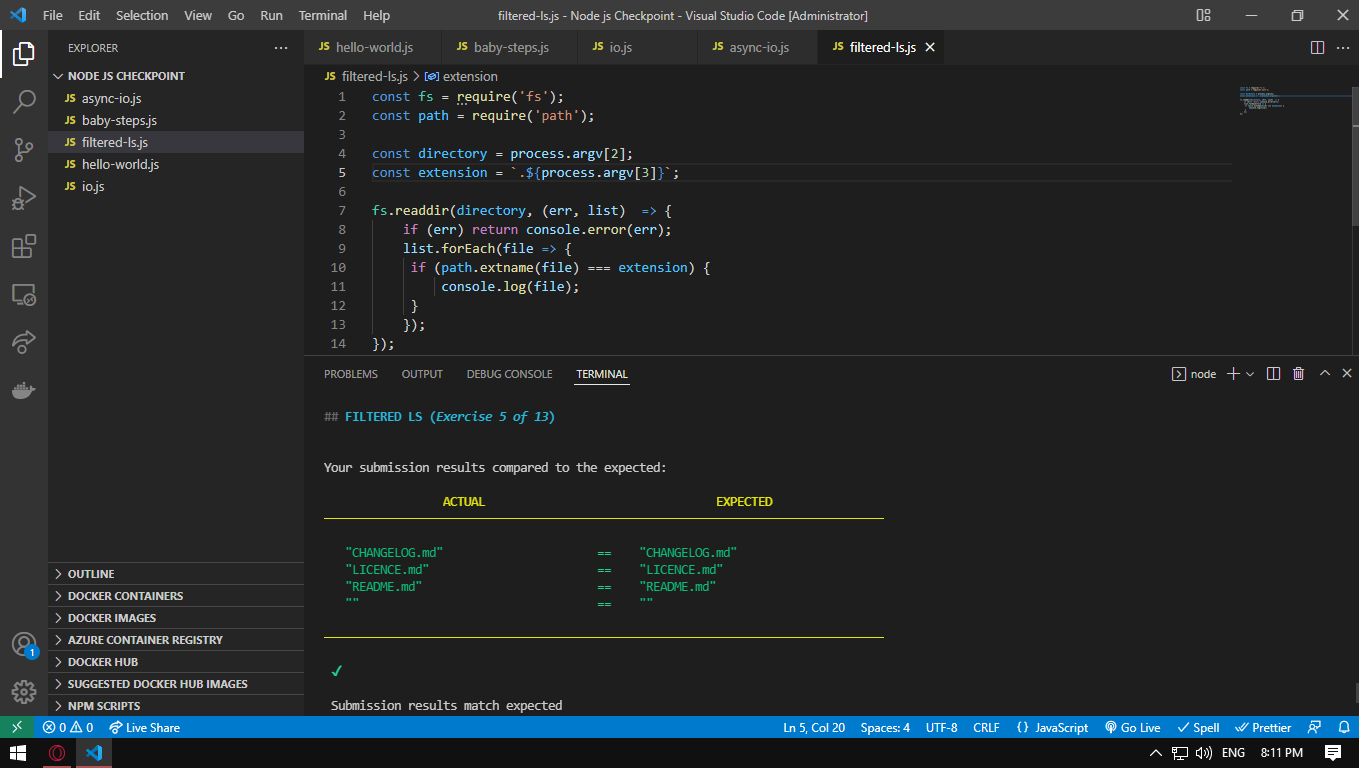 File Edit Selection View Go Run Terminal Help
filtered-ls.js - Node js Checkpoint - Visual Studio Code [Administrator]
EXPLORER
NODE JS CHECKPOINT
JS async-io.js
JS baby-steps.js
JS filtered-ls.js
JS hello-world.js
JS io.js
OUTLINE
DOCKER CONTAINERS
DOCKER IMAGES
AZURE CONTAINER REGISTRY
DOCKER HUB
SUGGESTED DOCKER HUB IMAGES
NPM SCRIPTS
1
JS hello-world.js JS baby-steps.js JS io.js JS async-io.js JS filtered-ls.js
JS filtered-ls.js > extension
1 const fs = require('fs');
2 const path = require('path');
3
4 const directory = process.argv[2];
5 const extension = `.${process.argv[3]}`;
6
7 fs.readdir(directory, (err, list)  => {
8     if (err) return console.error(err);
9     list.forEach(file => {
10      if (path.extname(file) === extension) {
11          console.log(file);
12      }
13     });
14 });
PROBLEMS OUTPUT DEBUG CONSOLE TERMINAL
node
## FILTERED LS (Exercise 5 of 13)
Your submission results compared to the expected:
ACTUAL EXPECTED
"CHANGELOG.md" == "CHANGELOG.md"
"LICENCE.md" == "LICENCE.md"
"README.md" == "README.md"
"" == ""
✓
Submission results match expected
0 0 Live Share Ln 5, Col 20 Spaces: 4 UTF-8 CRLF {} JavaScript Go Live Spell Prettier
ENG 8:11 PM